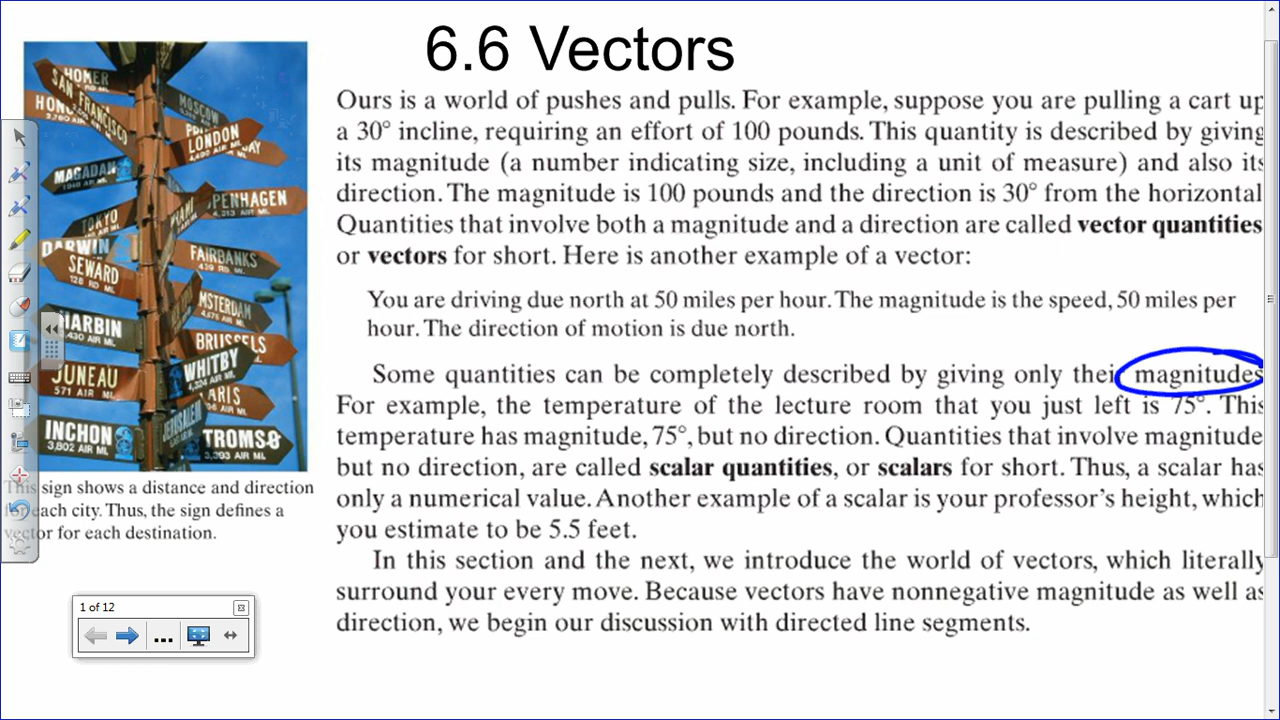 6.6 Vectors
HOMER
SAN FRANCISCO
MOSCOW
LONDON
MAGADAN
TOKYO
MIAMI
DARWIN
SEWARD
128 RD MI.
FAIRBANKS
439 RD MI.
BRUSSELS
WHITBY
JUNEAU
571 AIR MI.
JERUSALEM
INCHON
3,802 AIR MI.
TROMSØ
This sign shows a distance and direction
for each city. Thus, the sign defines a
vector for each destination.
Ours is a world of pushes and pulls. For example, suppose you are pulling a cart up
a 30° incline, requiring an effort of 100 pounds. This quantity is described by giving
its magnitude (a number indicating size, including a unit of measure) and also its
direction. The magnitude is 100 pounds and the direction is 30° from the horizontal
Quantities that involve both a magnitude and a direction are called vector quantities
or vectors for short. Here is another example of a vector:
You are driving due north at 50 miles per hour. The magnitude is the speed, 50 miles per
hour. The direction of motion is due north.
Some quantities can be completely described by giving only their magnitudes
For example, the temperature of the lecture room that you just left is 75°. This
temperature has magnitude, 75°, but no direction. Quantities that involve magnitude
but no direction, are called scalar quantities, or scalars for short. Thus, a scalar has
only a numerical value. Another example of a scalar is your professor's height, which
you estimate to be 5.5 feet.
In this section and the next, we introduce the world of vectors, which literally
surround your every move. Because vectors have nonnegative magnitude as well as
direction, we begin our discussion with directed line segments.
1 of 12